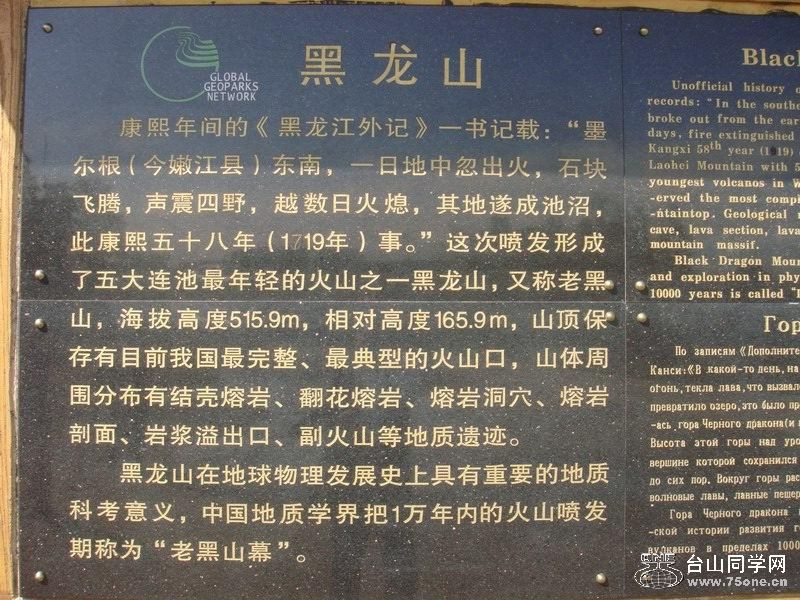 GLOBAL
GEOPARKS
NETWORK
黑龙山
康熙年间的《黑龙江外记》一书记载：“墨
尔根（今嫩江县）东南，一日地中忽出火，石块
飞腾，声震四野，越数日火熄，其地遂成池沼，
此康熙五十八年（1719年）事。”这次喷发形成
了五大连池最年轻的火山之一黑龙山，又称老黑
山，海拔高度515.9m，相对高度165.9m，山顶保
存有目前我国最完整、最典型的火山口，山体周
围分布有结壳熔岩、翻花熔岩、熔岩洞穴、熔岩
剖面、岩浆溢出口、副火山等地质遗迹。
黑龙山在地球物理发展史上具有重要的地质
科考意义，中国地质学界把1万年内的火山喷发
期称为“老黑山幕”。
Black
Unofficial history o
records: "In the southe
broke out from the ear
days, fire extinguished
Kangxi 58th year (1919)
Laohei Mountain with 5
youngest volcanos in W
-erved the most compl
-ntaintop. Geological
cave, lava section, lava
mountain massif.
Black Dragon Moun
and exploration in phy
10000 years is called "
Гор
По записям《Дополните
Канси:《В какой-то день, на
огонь, текла лава, что вызвал
превратило озеро, это было пр
-ась гора Черного дракона(и
Высота этой горы над уро
вершине которой сохранился
до сих пор. Вокруг горы рас
волновые лавы, лавные пещер
Гора Черного дракона
-ской истории развития г
вулканов в пределах 1000
台山同学网
www.75one.cn